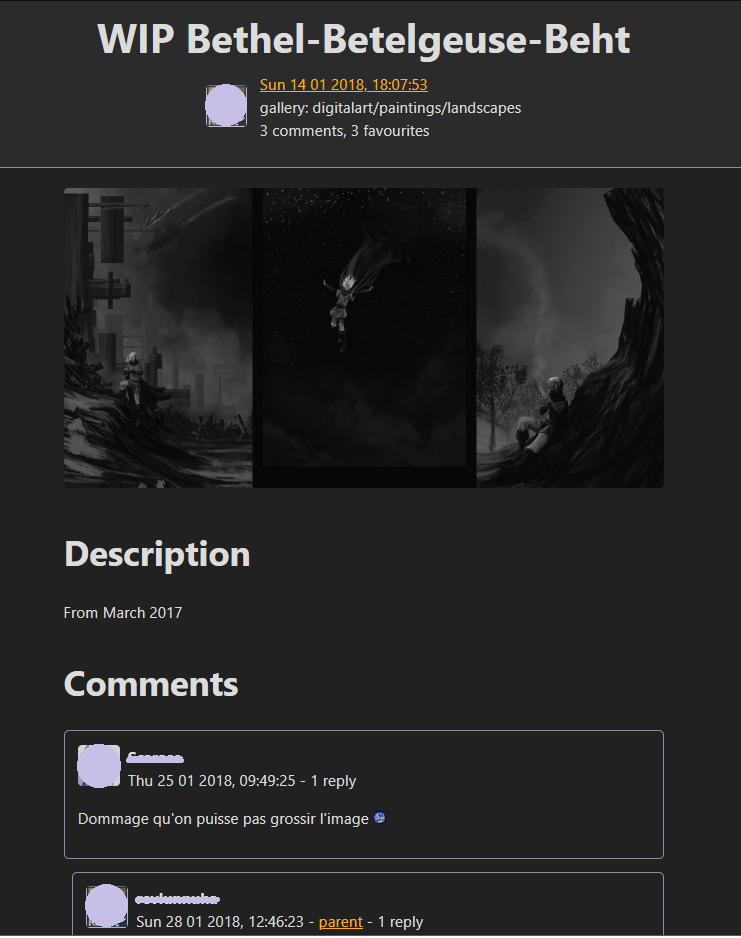 WIP Bethel-Betelgeuse-Beht
Sun 14 01 2018, 18:07:53
gallery: digitalart/paintings/landscapes
3 comments, 3 favourites
Description
From March 2017
Comments
Thu 25 01 2018, 09:49:25 - 1 reply
Dommage qu'on puisse pas grossir l'image
Sun 28 01 2018, 12:46:23 - parent - 1 reply